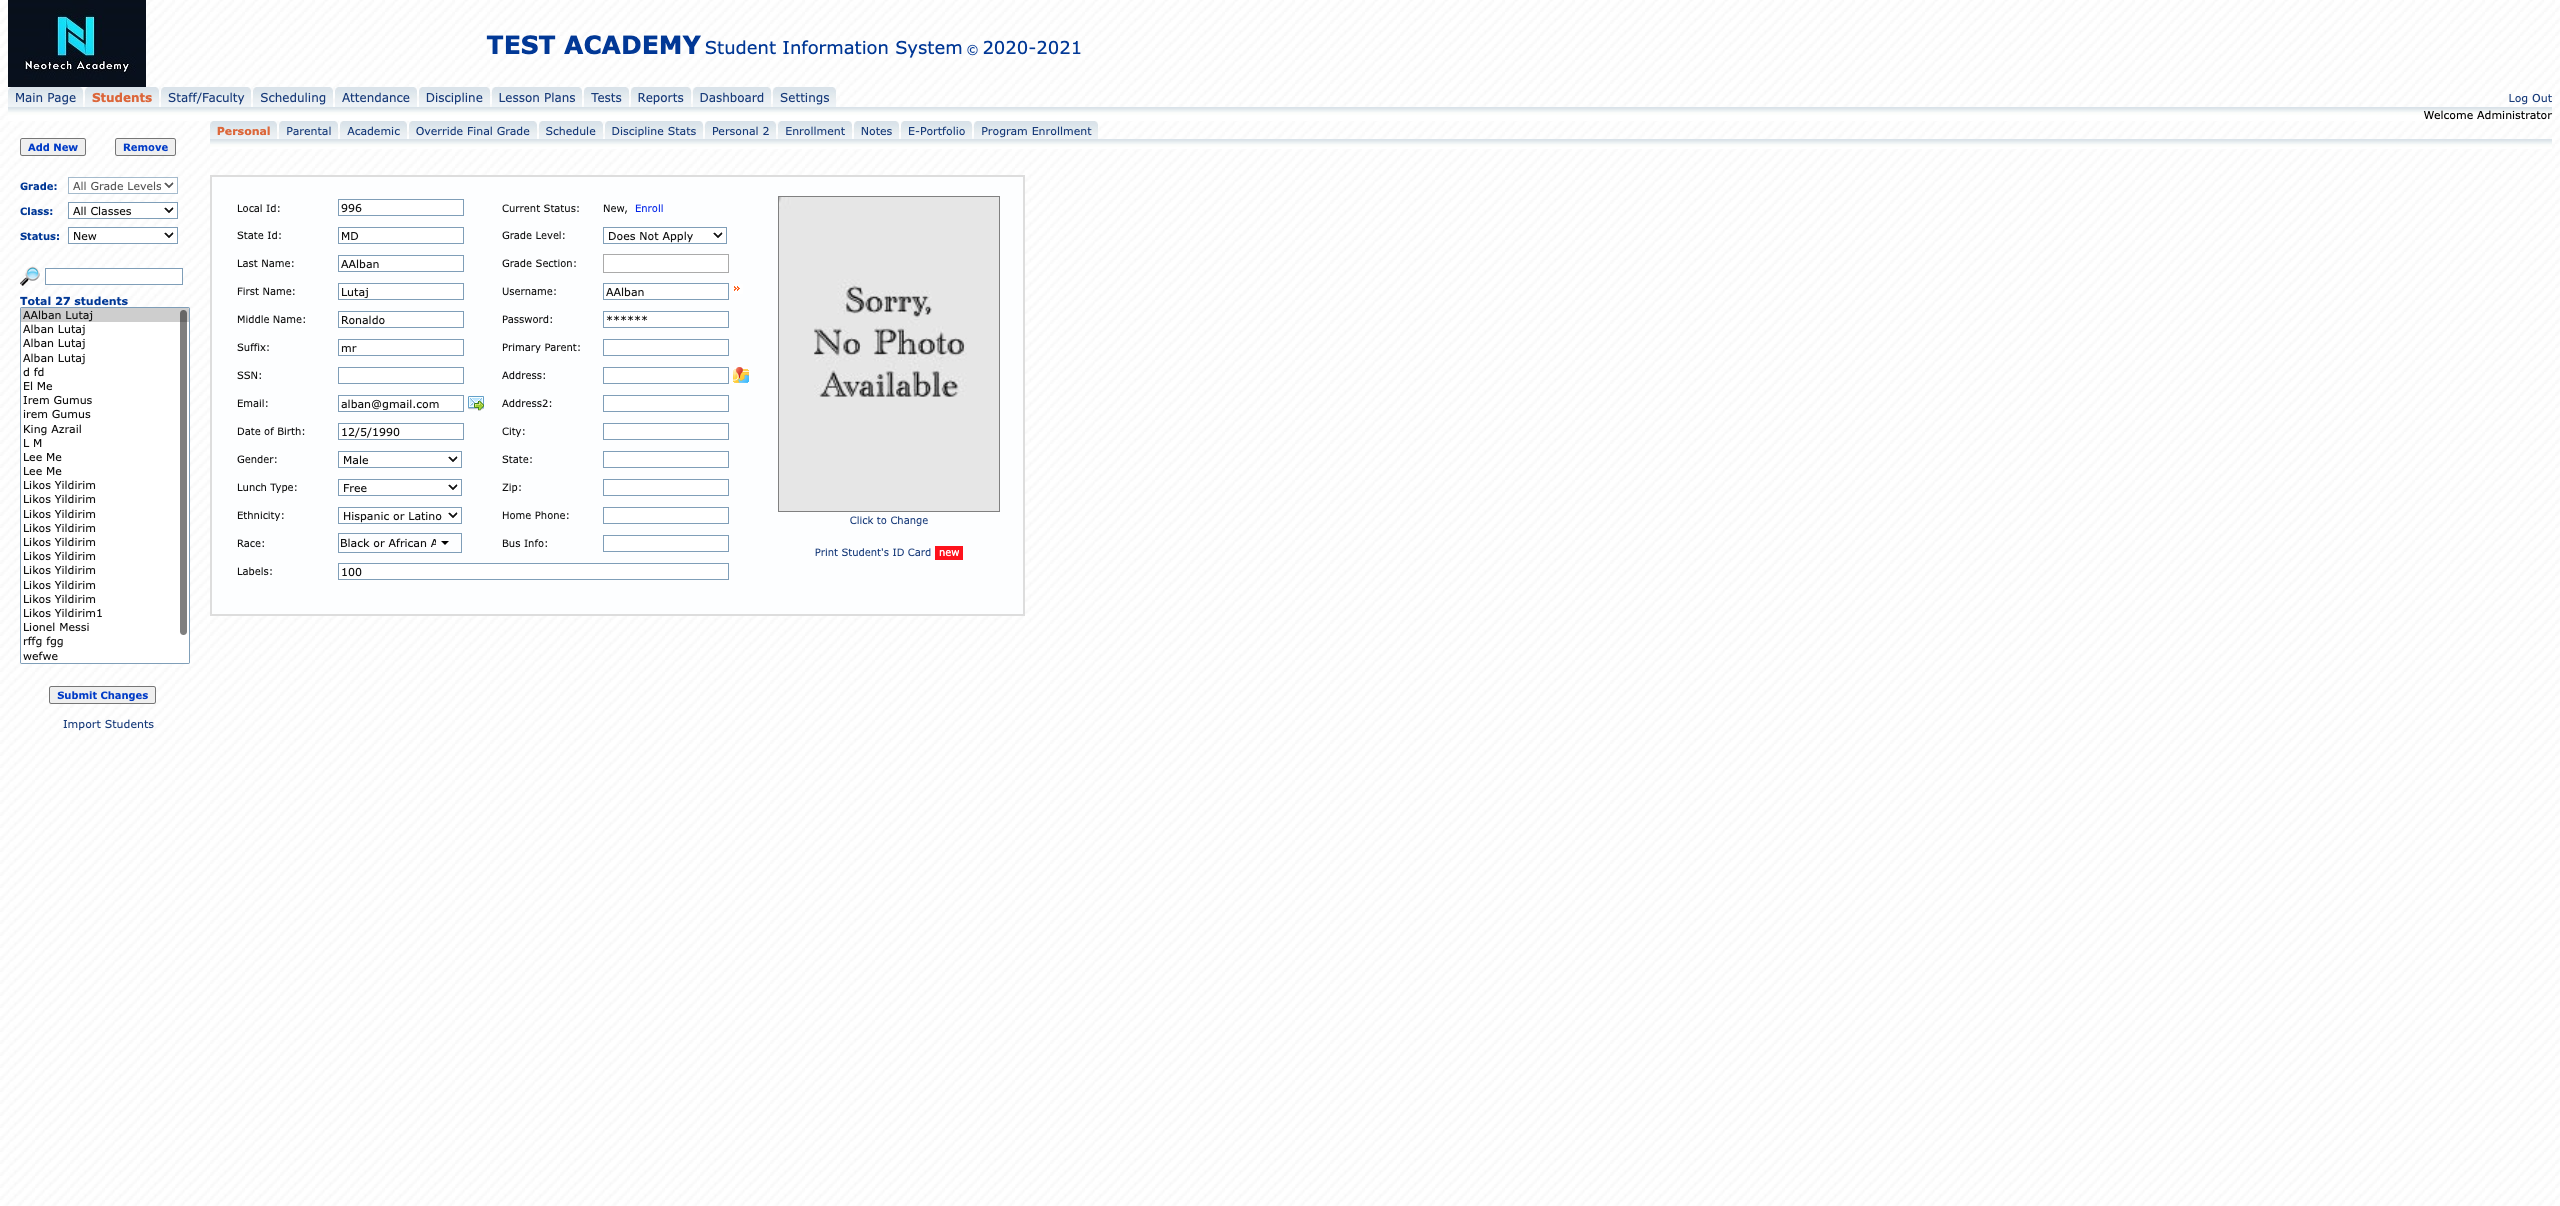 Neotech Academy
TEST ACADEMY Student Information System © 2020-2021
Main Page Students Staff/Faculty Scheduling Attendance Discipline Lesson Plans Tests Reports Dashboard Settings
Log Out
Welcome Administrator
Personal Parental Academic Override Final Grade Schedule Discipline Stats Personal 2 Enrollment Notes E-Portfolio Program Enrollment
Add New Remove
Grade: All Grade Levels
Class: All Classes
Status: New
Total 27 students
AAlban Lutaj
Alban Lutaj
Alban Lutaj
Alban Lutaj
d fd
El Me
Irem Gumus
irem Gumus
King Azrail
L M
Lee Me
Lee Me
Likos Yildirim
Likos Yildirim
Likos Yildirim
Likos Yildirim
Likos Yildirim
Likos Yildirim
Likos Yildirim
Likos Yildirim
Likos Yildirim
Likos Yildirim1
Lionel Messi
rffg fgg
wefwe
Submit Changes
Import Students
Local Id: 996 Current Status: New, Enroll
State Id: MD Grade Level: Does Not Apply
Last Name: AAlban Grade Section:
First Name: Lutaj Username: AAlban »
Middle Name: Ronaldo Password: ******
Suffix: mr Primary Parent:
SSN: Address:
Email: alban@gmail.com Address2:
Date of Birth: 12/5/1990 City:
Gender: Male State:
Lunch Type: Free Zip:
Ethnicity: Hispanic or Latino Home Phone:
Race: Black or African A Bus Info:
Labels: 100
Sorry,
No Photo
Available
Click to Change
Print Student's ID Card new